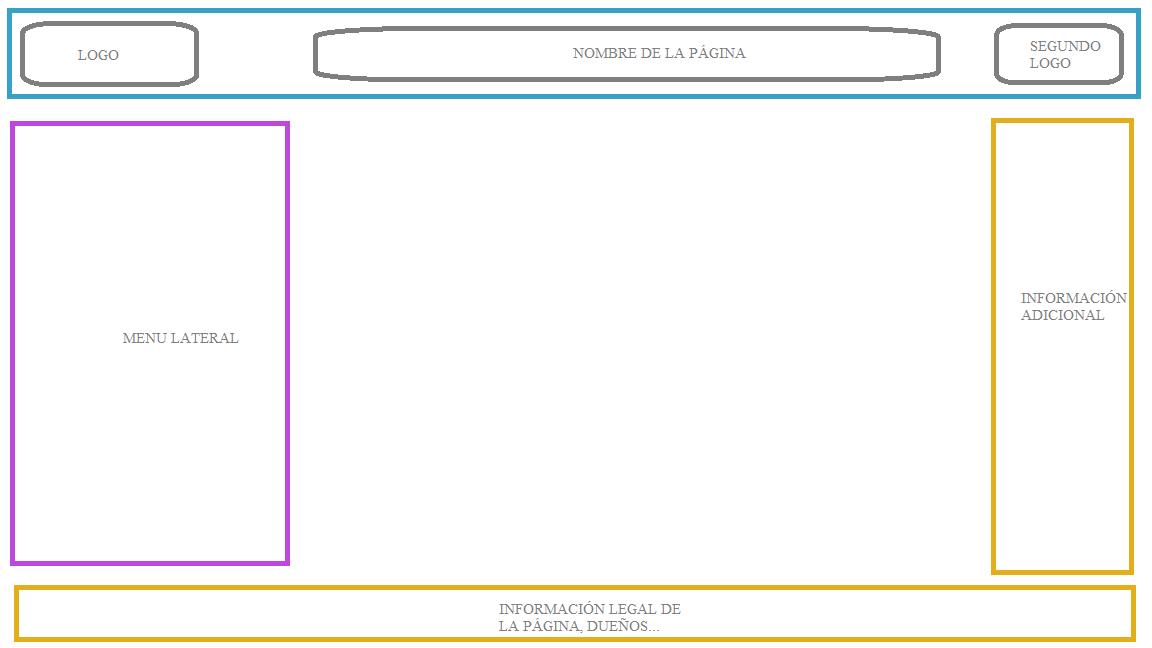 LOGO
NOMBRE DE LA PÁGINA
SEGUNDO
LOGO
MENU LATERAL
INFORMACIÓN
ADICIONAL
INFORMACIÓN LEGAL DE
LA PÁGINA, DUEÑOS...